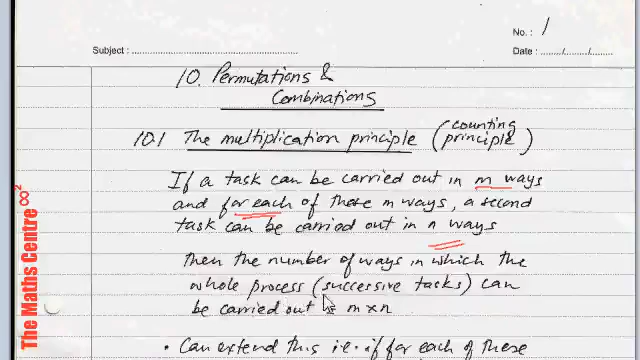 No.: 1
Subject:
Date: ....../....../......
10. Permutations &
Combinations
10.1 The multiplication principle (counting principle)
If a task can be carried out in m ways
and for each of those m ways, a second
task can be carried out in n ways
then the number of ways in which the
whole process (successive tasks) can
be carried out is m × n
• Can extend this i.e. if for each of these
The Maths Centre ∞²